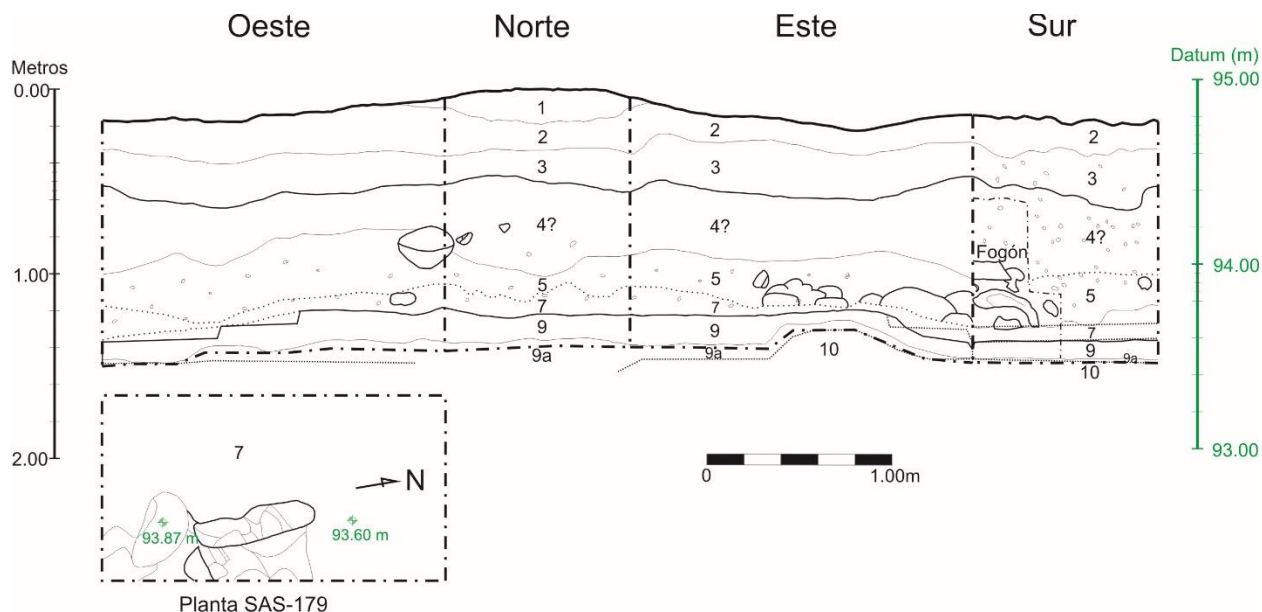 Oeste Norte Este Sur
Metros Datum (m)
0.00 95.00
1
2 2 2
3 3 3
4? 4? 4?
Fogón
1.00 94.00
5 5 5
7 7 7
9 9 9
9a 9a 10 9a
10
7
2.00 93.00
0 1.00m
N
93.87 m 93.60 m
Planta SAS-179